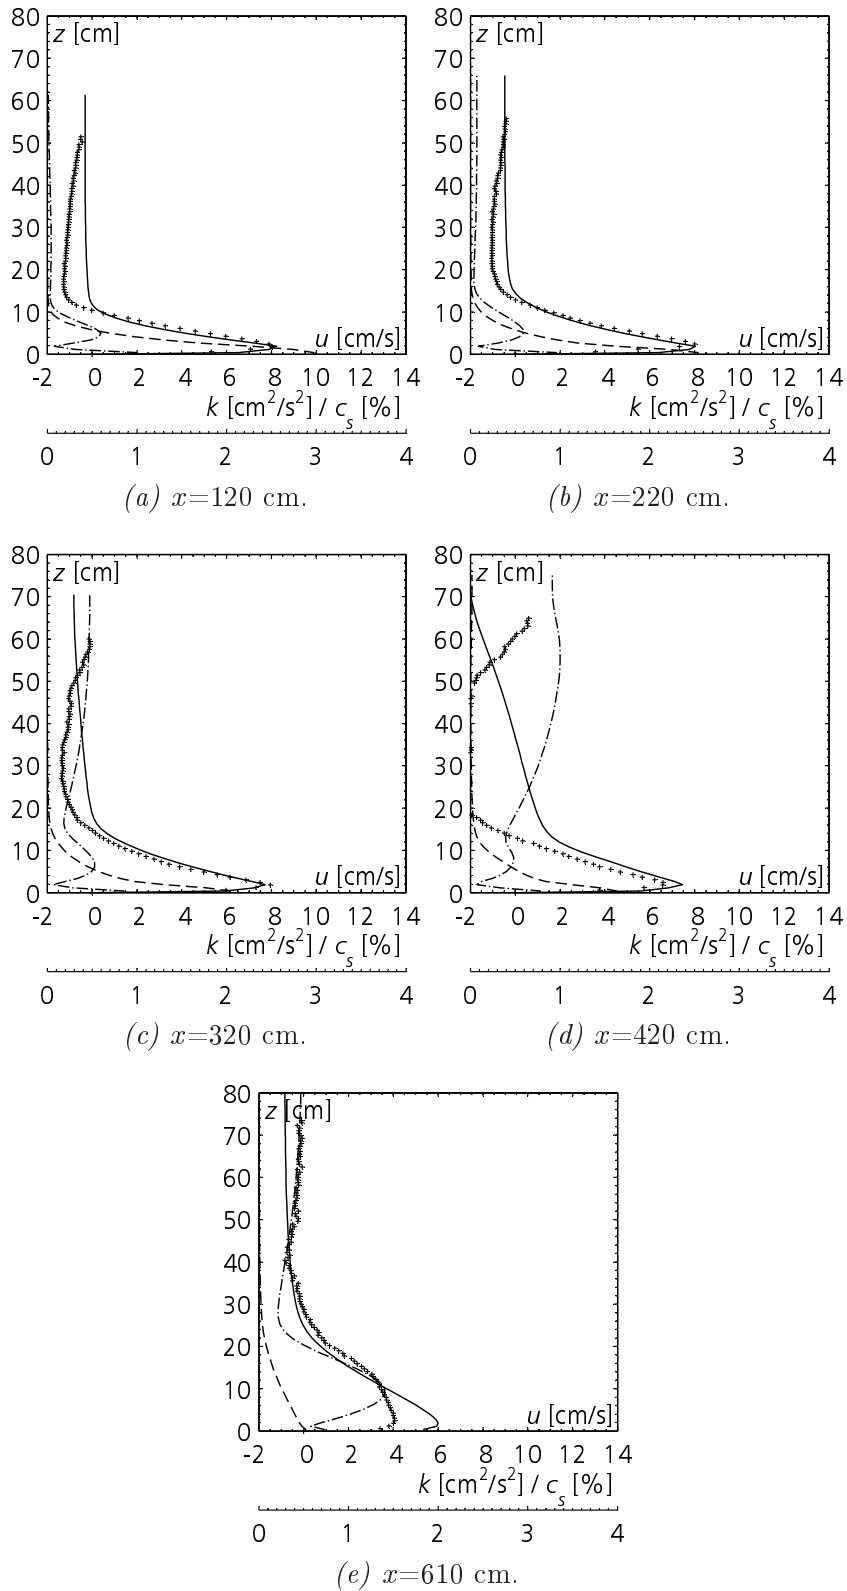 80 80
z [cm] z [cm]
70 70
60 60
50 50
40 40
30 30
20 20
10 10
u [cm/s] u [cm/s]
0 0
-2 0 2 4 6 8 10 12 14 -2 0 2 4 6 8 10 12 14
k [cm²/s²] / cₛ [%] k [cm²/s²] / cₛ [%]
0 1 2 3 4 0 1 2 3 4
(a) x=120 cm. (b) x=220 cm.
80 80
z [cm] z [cm]
70 70
60 60
50 50
40 40
30 30
20 20
10 10
u [cm/s] u [cm/s]
0 0
-2 0 2 4 6 8 10 12 14 -2 0 2 4 6 8 10 12 14
k [cm²/s²] / cₛ [%] k [cm²/s²] / cₛ [%]
0 1 2 3 4 0 1 2 3 4
(c) x=320 cm. (d) x=420 cm.
80
z [cm]
70
60
50
40
30
20
10
u [cm/s]
0
-2 0 2 4 6 8 10 12 14
k [cm²/s²] / cₛ [%]
0 1 2 3 4
(e) x=610 cm.